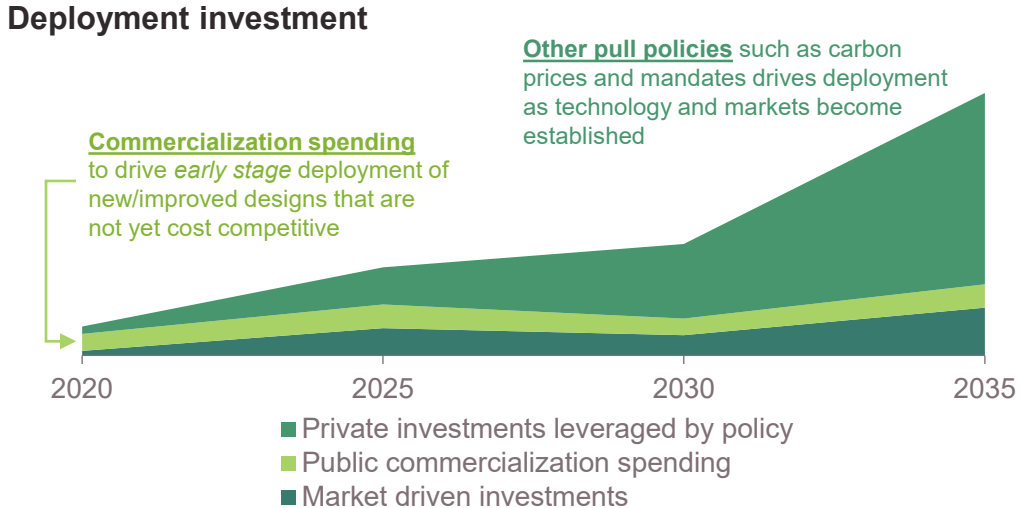 Deployment investment
Other pull policies such as carbon
prices and mandates drives deployment
as technology and markets become
established
Commercialization spending
to drive early stage deployment of
new/improved designs that are
not yet cost competitive
2020
2025
2030
2035
Private investments leveraged by policy
Public commercialization spending
Market driven investments